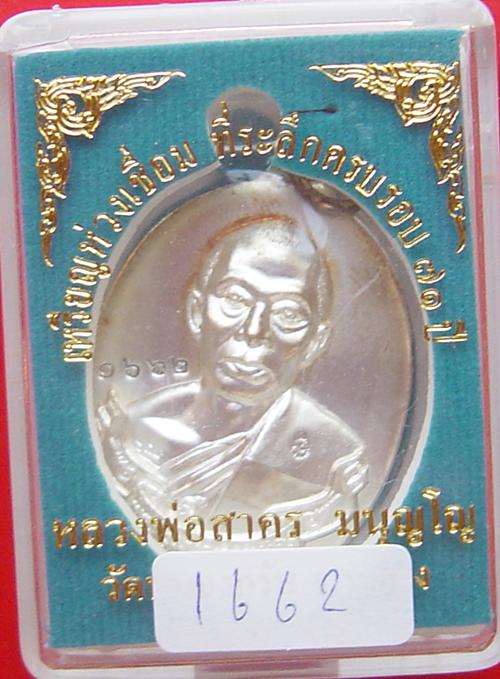 เหรียญห่วงเชื่อม ที่ระลึกครบรอบ ๗๑ ปี
๑๖๖๒
หลวงพ่อสาคร มนุญโญ
1662